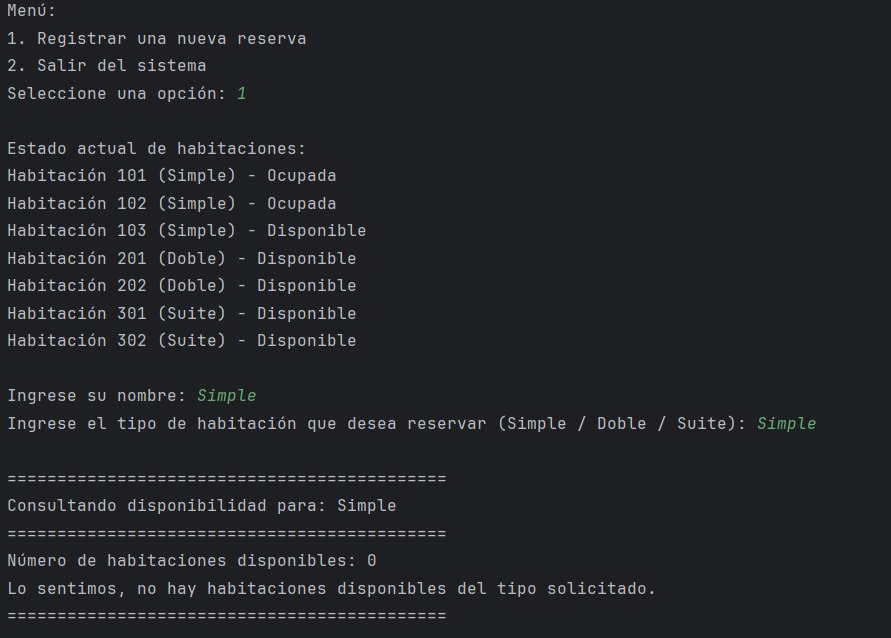 Menú:
1. Registrar una nueva reserva
2. Salir del sistema
Seleccione una opción: 1
Estado actual de habitaciones:
Habitación 101 (Simple) - Ocupada
Habitación 102 (Simple) - Ocupada
Habitación 103 (Simple) - Disponible
Habitación 201 (Doble) - Disponible
Habitación 202 (Doble) - Disponible
Habitación 301 (Suite) - Disponible
Habitación 302 (Suite) - Disponible
Ingrese su nombre: Simple
Ingrese el tipo de habitación que desea reservar (Simple / Doble / Suite): Simple
============================================
Consultando disponibilidad para: Simple
============================================
Número de habitaciones disponibles: 0
Lo sentimos, no hay habitaciones disponibles del tipo solicitado.
============================================